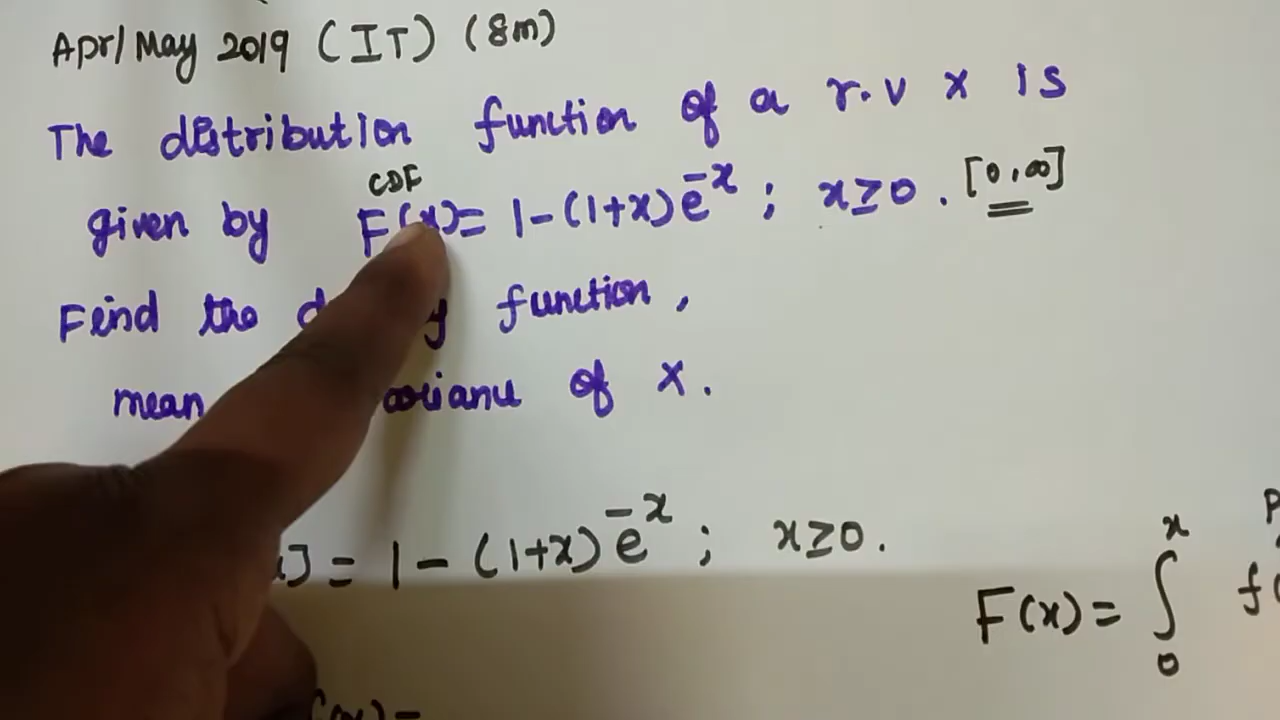 Apr/May 2019 (IT) (8m)
The distribution function of a r.v x is
CDF
given by F(x)= 1-(1+x)e^-x ; x≥0. [0,∞]
Find the function,
mean of x.
= 1-(1+x)e^-x ; x≥0.
F(x)= ∫₀ˣ f(